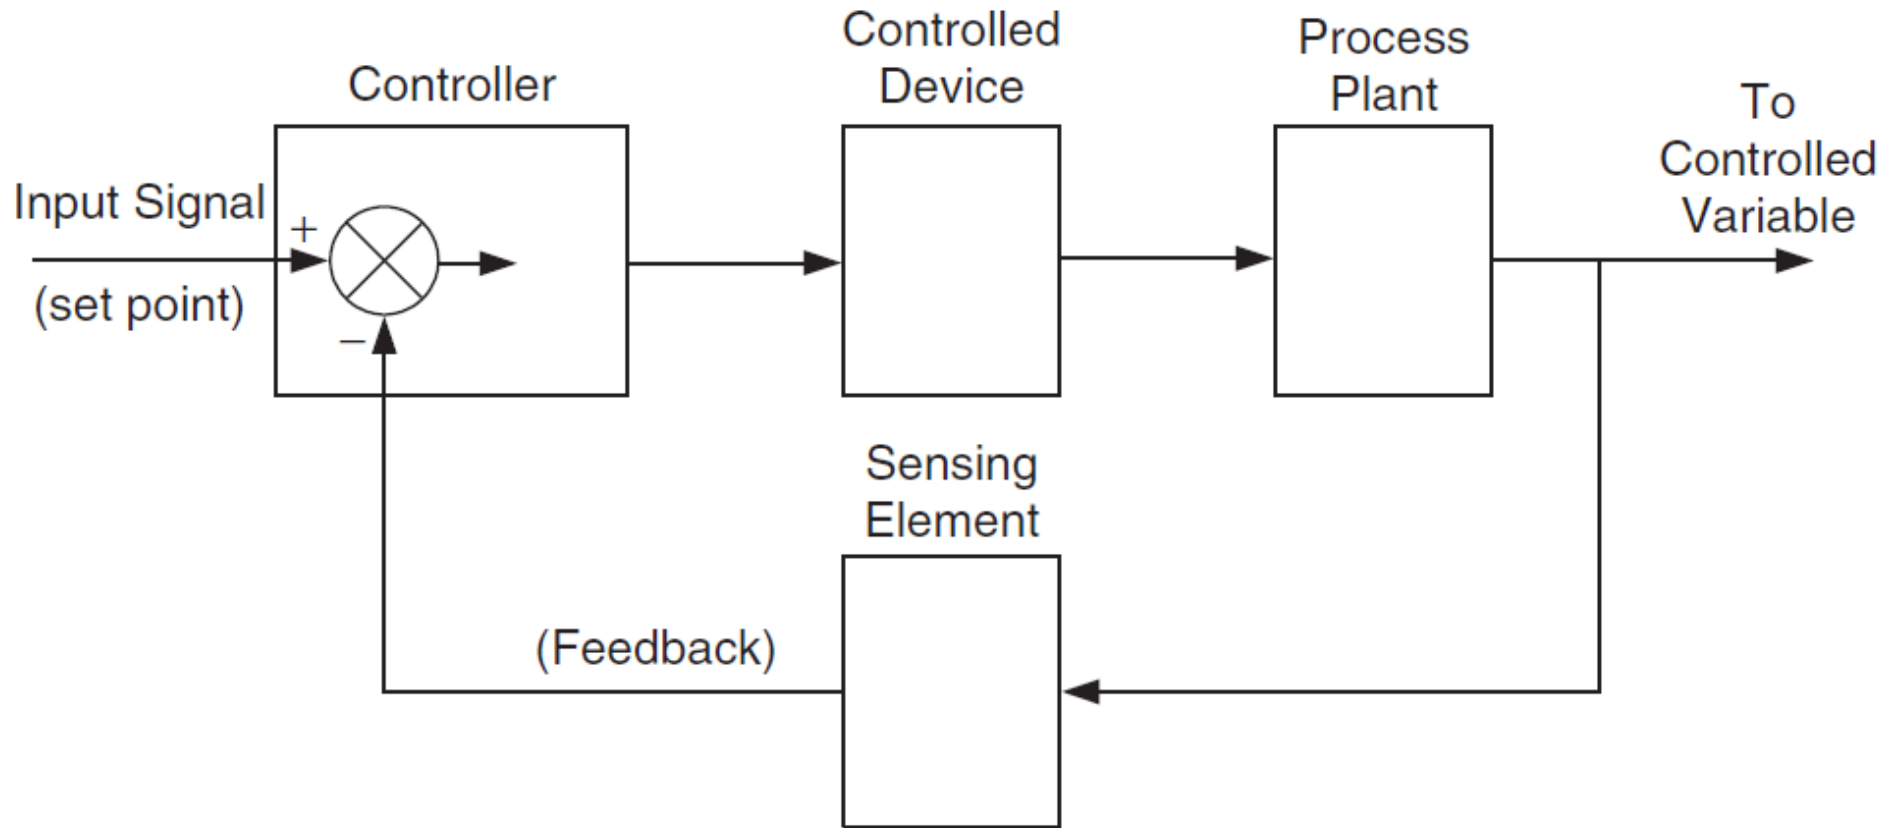 Controller
Controlled
Device
Process
Plant
To
Controlled
Variable
Input Signal
+
(set point)
−
Sensing
Element
(Feedback)